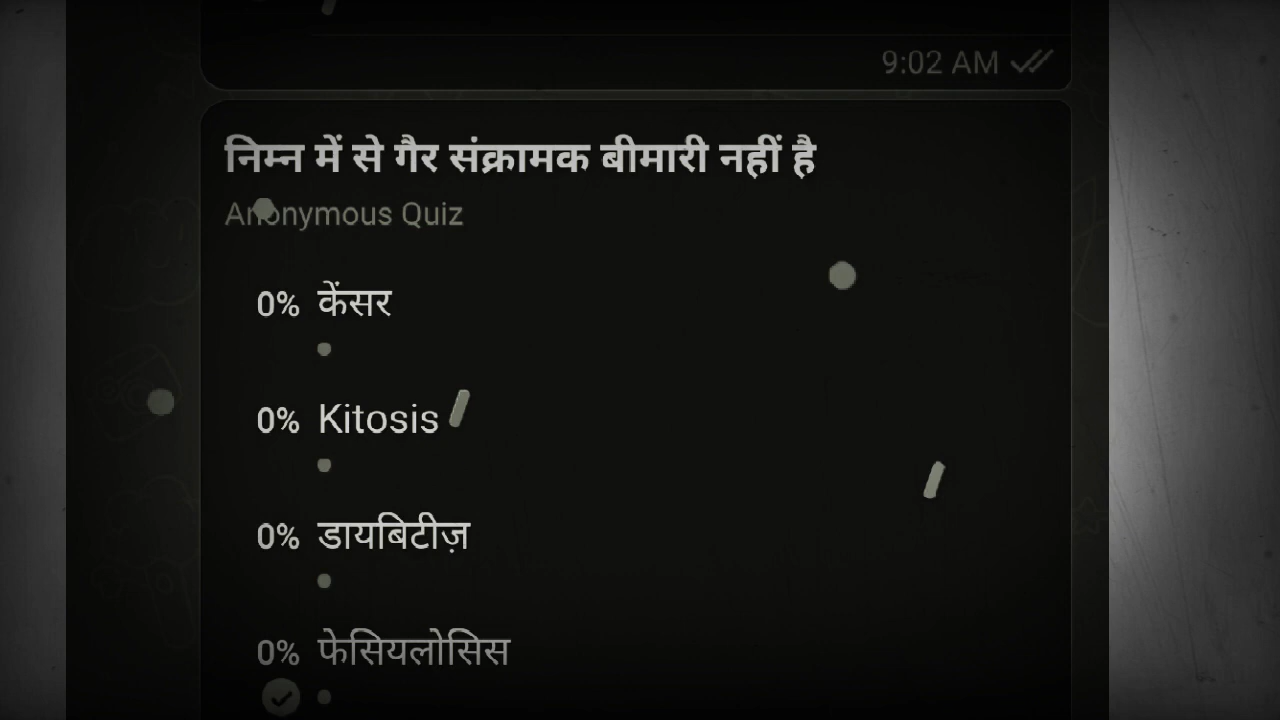 9:02 AM
निम्न में से गैर संक्रामक बीमारी नहीं है
Anonymous Quiz
0% केंसर
0% Kitosis
0% डायबिटीज़
0% फेसियलोसिस